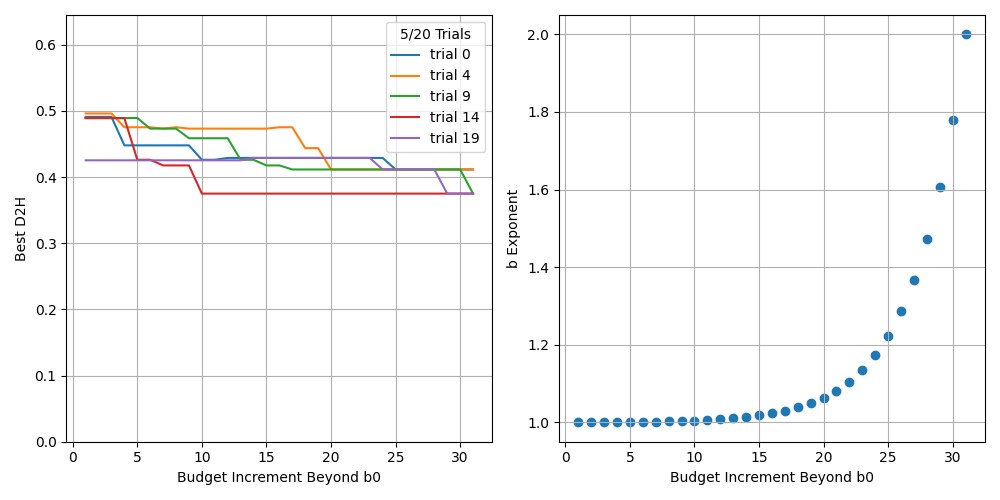 0.6
0.5
0.4
0.3
0.2
0.1
0.0
Best D2H
0
5
10
15
20
25
30
Budget Increment Beyond b0
5/20 Trials
trial 0
trial 4
trial 9
trial 14
trial 19
2.0
1.8
1.6
1.4
1.2
1.0
b Exponent
0
5
10
15
20
25
30
Budget Increment Beyond b0